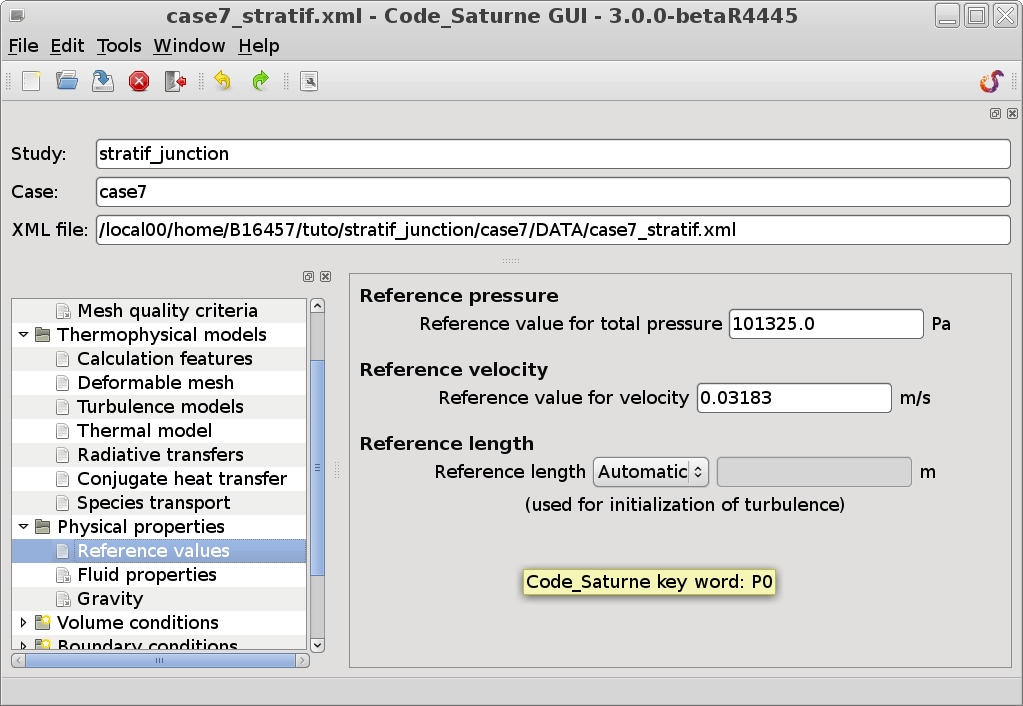 case7_stratif.xml - Code_Saturne GUI - 3.0.0-betaR4445
File Edit Tools Window Help
Study: stratif_junction
Case: case7
XML file: /local00/home/B16457/tuto/stratif_junction/case7/DATA/case7_stratif.xml
Mesh quality criteria
Thermophysical models
Calculation features
Deformable mesh
Turbulence models
Thermal model
Radiative transfers
Conjugate heat transfer
Species transport
Physical properties
Reference values
Fluid properties
Gravity
Volume conditions
Boundary conditions
Reference pressure
Reference value for total pressure 101325.0 Pa
Reference velocity
Reference value for velocity 0.03183 m/s
Reference length
Reference length Automatic m
(used for initialization of turbulence)
Code_Saturne key word: P0